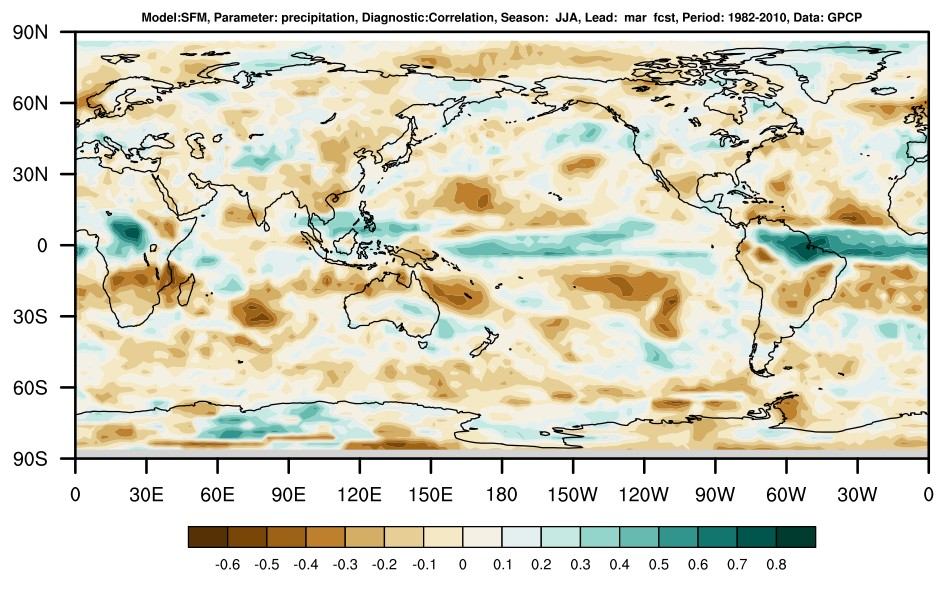 Model:SFM, Parameter: precipitation, Diagnostic:Correlation, Season: JJA, Lead: mar fcst, Period: 1982-2010, Data: GPCP
90N
60N
30N
0
30S
60S
90S
0 30E 60E 90E 120E 150E 180 150W 120W 90W 60W 30W 0
-0.6 -0.5 -0.4 -0.3 -0.2 -0.1 0 0.1 0.2 0.3 0.4 0.5 0.6 0.7 0.8